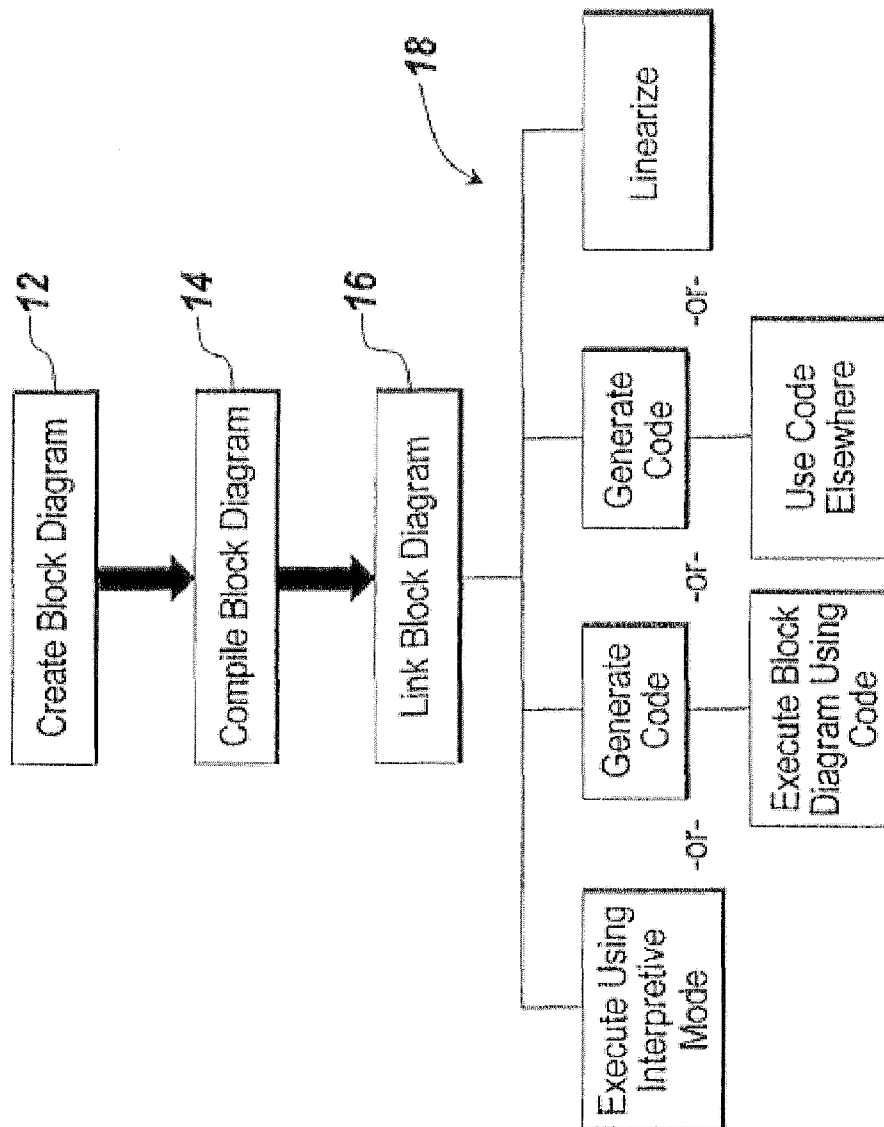 12
Create Block Diagram
14
Compile Block Diagram
16
Link Block Diagram
18
Execute Using
Interpretive
Mode
-or-
Generate
Code
Execute Block
Diagram Using
Code
-or-
Generate
Code
Use Code
Elsewhere
-or-
Linearize